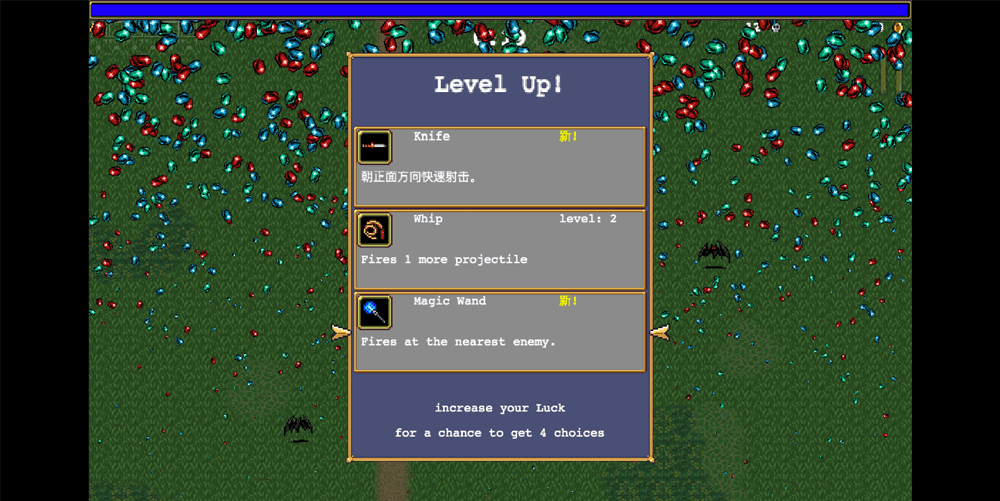 Level Up!
Knife 新!
朝正面方向快速射击。
Whip level: 2
Fires 1 more projectile
Magic Wand 新!
Fires at the nearest enemy.
increase your Luck
for a chance to get 4 choices